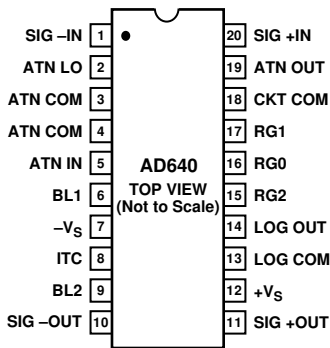 SIG –IN 1 20 SIG +IN
ATN LO 2 19 ATN OUT
ATN COM 3 18 CKT COM
ATN COM 4 17 RG1
ATN IN 5 AD640 16 RG0
BL1 6 TOP VIEW 15 RG2
–VS 7 (Not to Scale) 14 LOG OUT
ITC 8 13 LOG COM
BL2 9 12 +VS
SIG –OUT 10 11 SIG +OUT